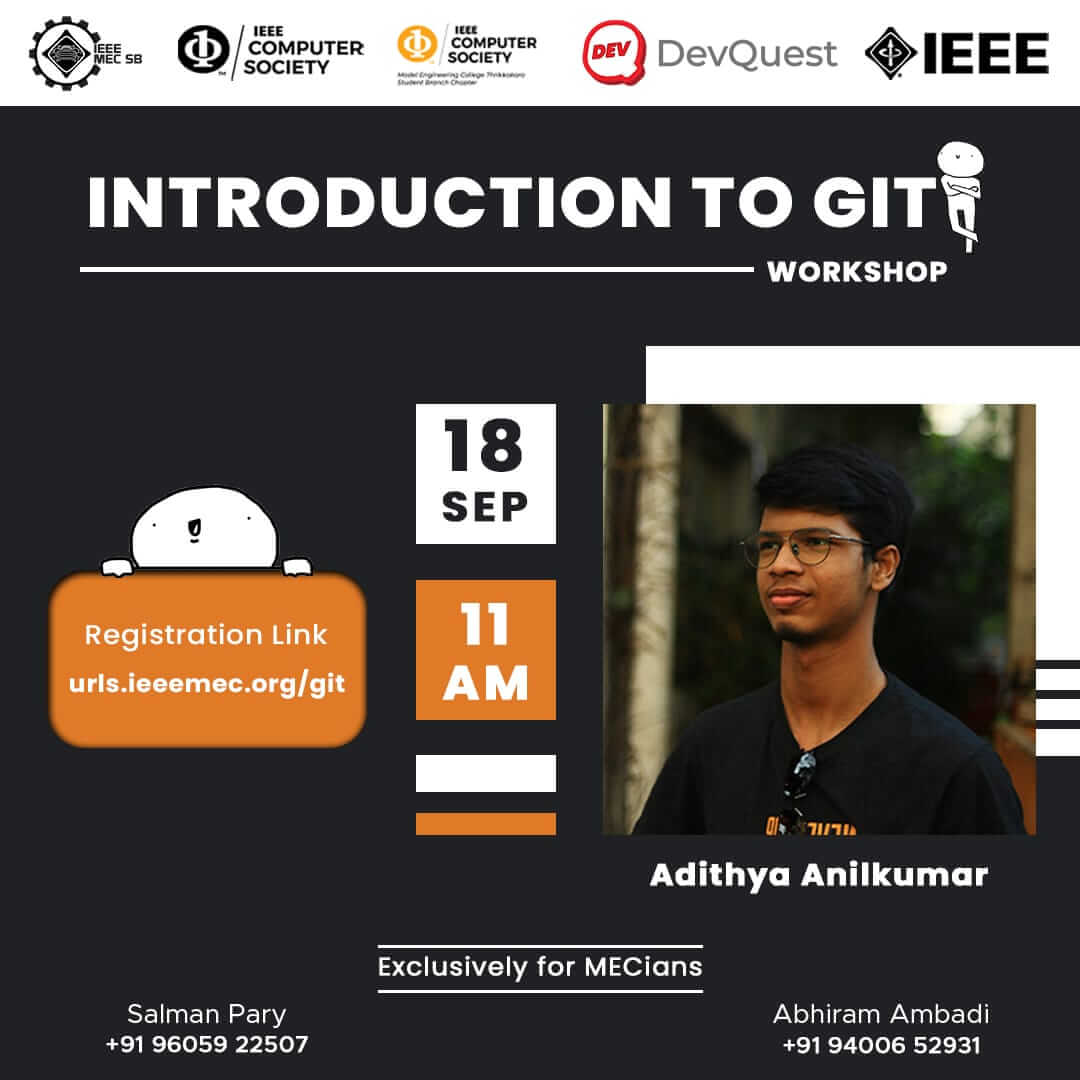 IEEE
MEC SB
IEEE
COMPUTER
SOCIETY
TM
IEEE
COMPUTER
SOCIETY
Model Engineering College Thrikkakara
Student Branch Chapter
DEV
DevQuest
IEEE
INTRODUCTION TO GIT
WORKSHOP
18
SEP
11
AM
Registration Link
urls.ieeemec.org/git
Adithya Anilkumar
Exclusively for MECians
Salman Pary
+91 96059 22507
Abhiram Ambadi
+91 94006 52931